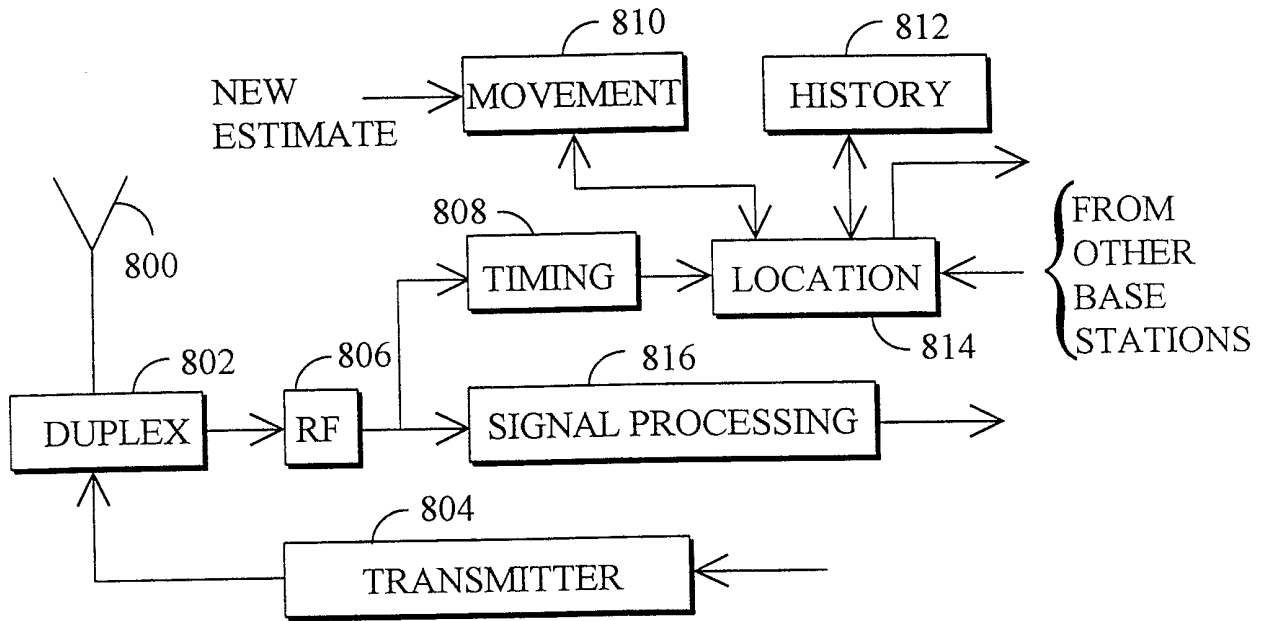 810
812
NEW
ESTIMATE
MOVEMENT
HISTORY
800
808
TIMING
LOCATION
FROM
OTHER
BASE
STATIONS
814
802
806
816
DUPLEX
RF
SIGNAL PROCESSING
804
TRANSMITTER